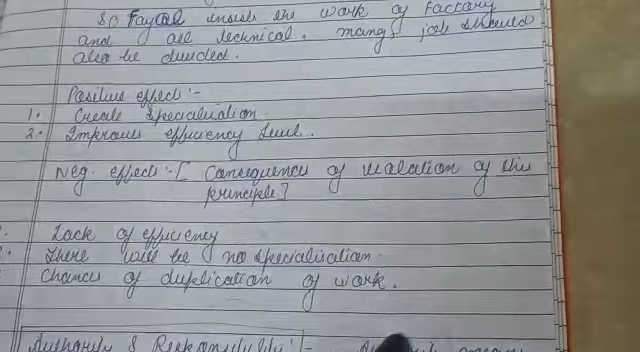 So Fayol insists the work of factory
and all technical, mang. job should
also be divided.
Positive effect :-
1. Create specialisation.
2. Improves efficiency level.
Neg. effect :- [ Consequences of violation of this
principle ]
Lack of efficiency
There will be no specialisation.
Chances of duplication of work.
Authority & Responsibility :-